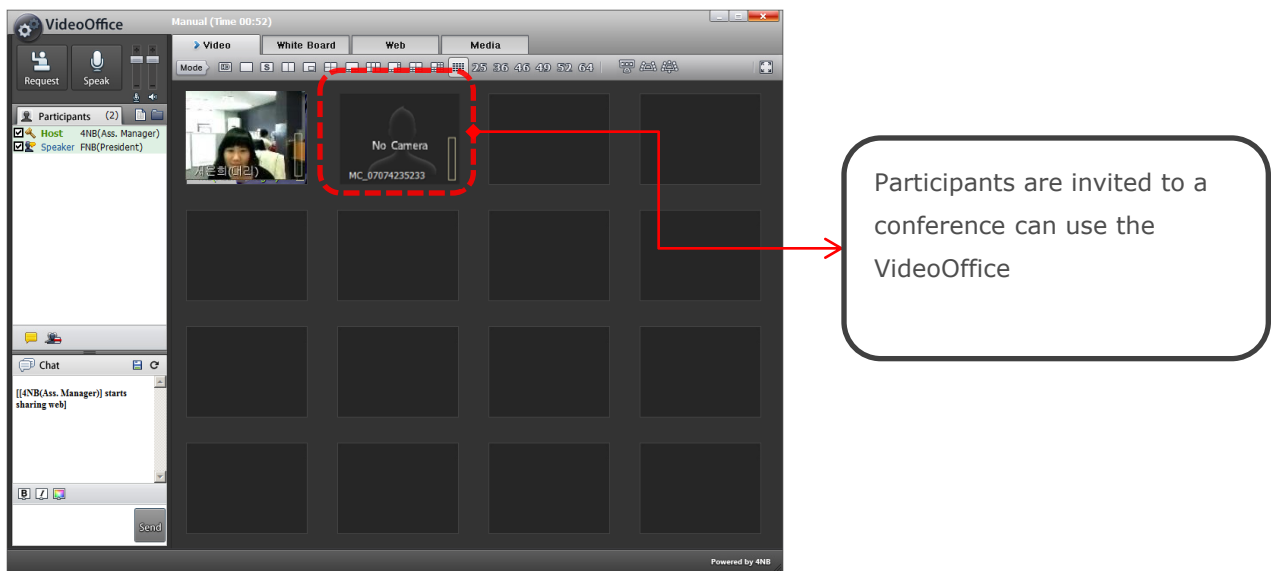 VideoOffice
Manual (Time 00:52)
Video
White Board
Web
Media
Request
Speak
Mode
S
25 36 46 49 52 64
Participants (2)
Host 4NB(Ass. Manager)
Speaker FNB(President)
(대리)
No Camera
MC_07074235233
Participants are invited to a
conference can use the
VideoOffice
Chat
[[4NB(Ass. Manager)] starts
sharing web]
B I
Send
Powered by 4NB